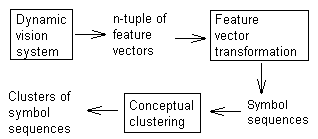 Dynamic
vision
system
n-tuple of
feature
vectors
Feature
vector
transformation
Symbol
sequences
Conceptual
clustering
Clusters of
symbol
sequences